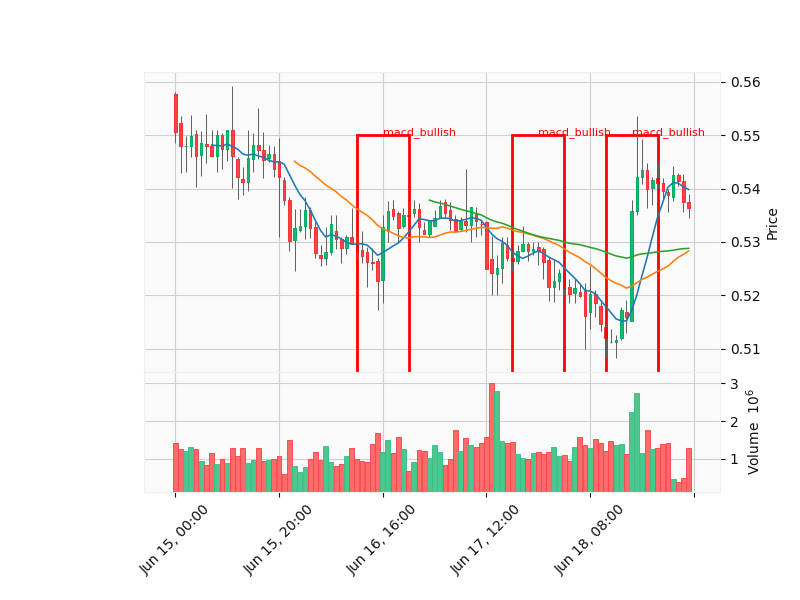 0.56
0.55
0.54
0.53
0.52
0.51
Price
macd_bullish
macd_bullish
macd_bullish
3
2
1
Volume 10^6
Jun 15, 00:00
Jun 15, 20:00
Jun 16, 16:00
Jun 17, 12:00
Jun 18, 08:00